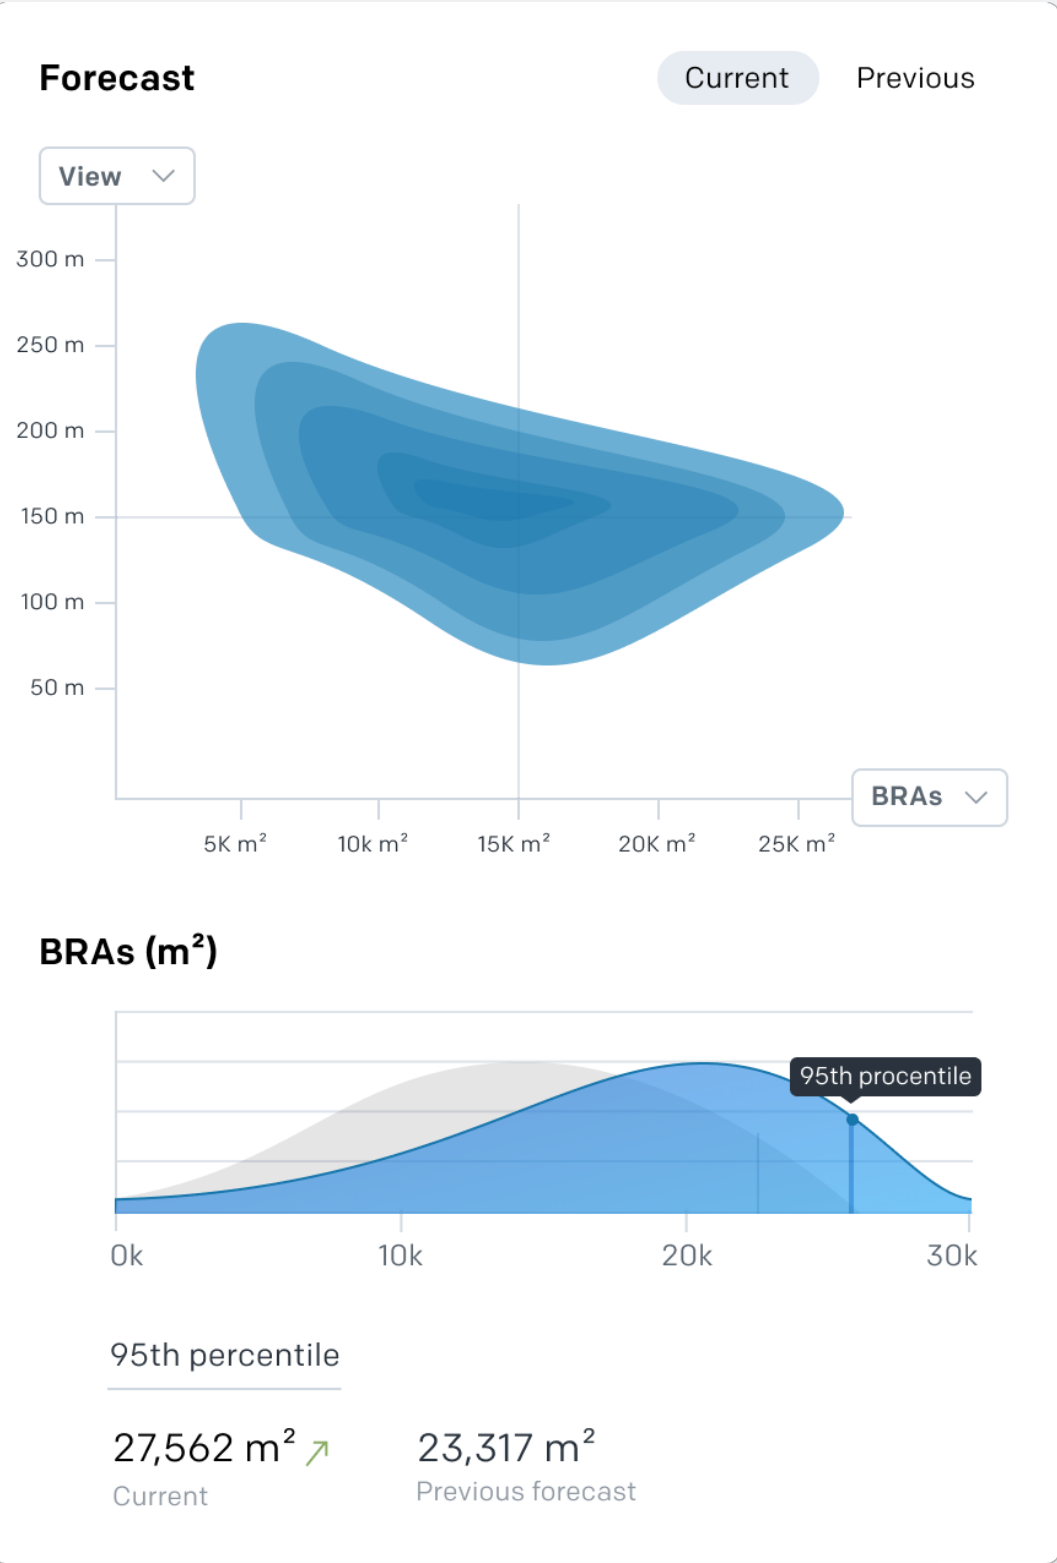 Forecast
Current Previous
View
300 m
250 m
200 m
150 m
100 m
50 m
BRAs
5K m² 10k m² 15K m² 20K m² 25K m²
BRAs (m²)
95th procentile
0k 10k 20k 30k
95th percentile
27,562 m² 23,317 m²
Current Previous forecast